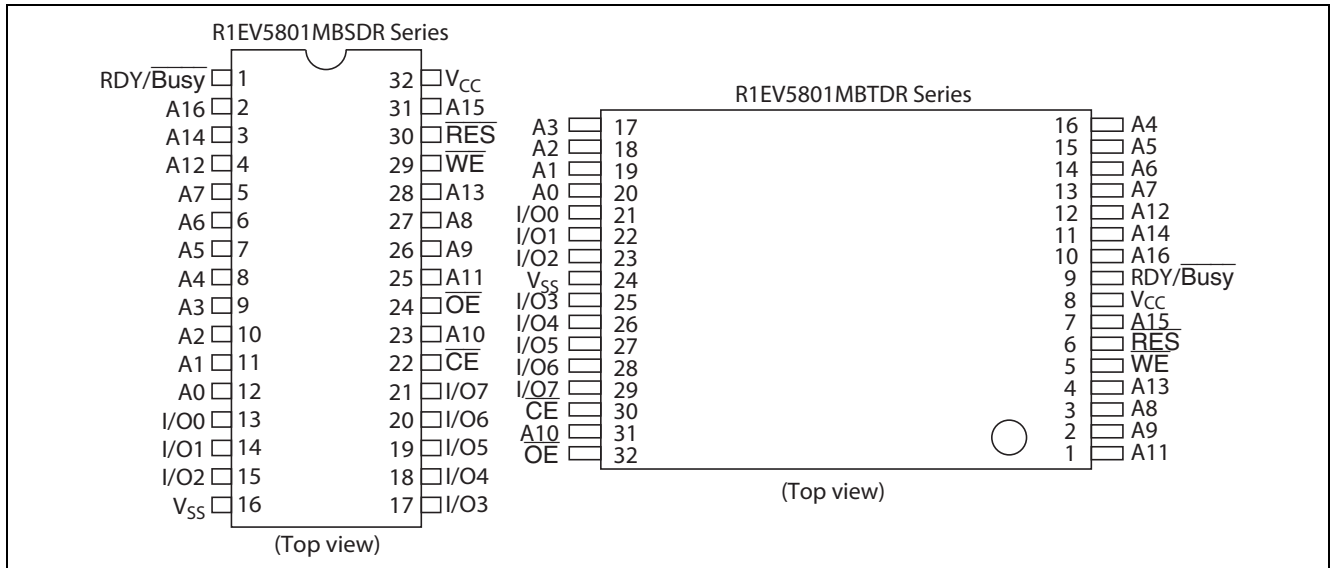 R1EV5801MBSDR Series
RDY/Busy 1 32 VCC
A16 2 31 A15
A14 3 30 RES
A12 4 29 WE
A7 5 28 A13
A6 6 27 A8
A5 7 26 A9
A4 8 25 A11
A3 9 24 OE
A2 10 23 A10
A1 11 22 CE
A0 12 21 I/O7
I/O0 13 20 I/O6
I/O1 14 19 I/O5
I/O2 15 18 I/O4
VSS 16 17 I/O3
(Top view)
R1EV5801MBTDR Series
A3 17 16 A4
A2 18 15 A5
A1 19 14 A6
A0 20 13 A7
I/O0 21 12 A12
I/O1 22 11 A14
I/O2 23 10 A16
VSS 24 9 RDY/Busy
I/O3 25 8 VCC
I/O4 26 7 A15
I/O5 27 6 RES
I/O6 28 5 WE
I/O7 29 4 A13
CE 30 3 A8
A10 31 2 A9
OE 32 1 A11
(Top view)